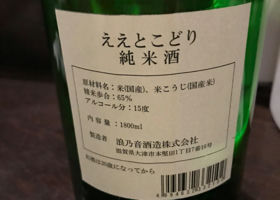 ええとこどり
純米酒
原材料名:米(国産)、米こうじ(国産)
精米歩合:65%
アルコール分:15度
内容量:1800ml
製造者 浪乃音酒造株式会社
滋賀県大津市本堅田1丁目7番16号
お酒は20歳になってから